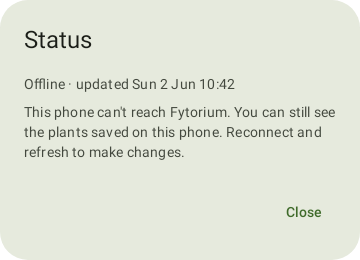 Status
Offline · updated Sun 2 Jun 10:42
This phone can't reach Fytorium. You can still see
the plants saved on this phone. Reconnect and
refresh to make changes.
Close